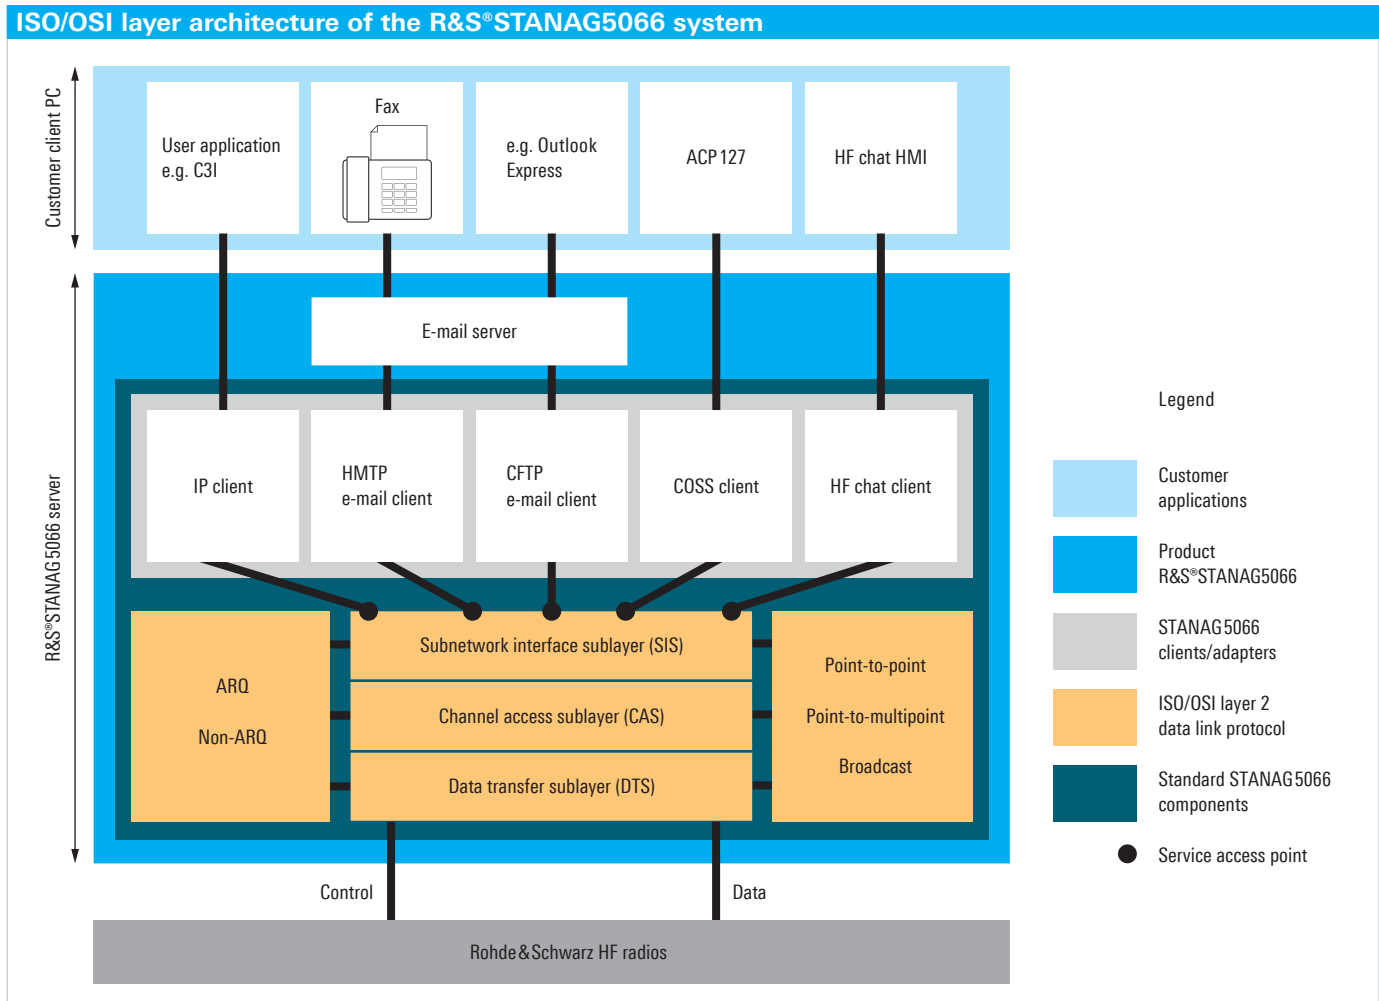 ISO/OSI layer architecture of the R&S®STANAG5066 system
Customer client PC
User application
e.g. C3I
Fax
e.g. Outlook
Express
ACP 127
HF chat HMI
R&S®STANAG5066 server
E-mail server
IP client
HMTP
e-mail client
CFTP
e-mail client
COSS client
HF chat client
ARQ
Non-ARQ
Subnetwork interface sublayer (SIS)
Channel access sublayer (CAS)
Data transfer sublayer (DTS)
Point-to-point
Point-to-multipoint
Broadcast
Control
Data
Rohde&Schwarz HF radios
Legend
Customer
applications
Product
R&S®STANAG5066
STANAG5066
clients/adapters
ISO/OSI layer 2
data link protocol
Standard STANAG5066
components
Service access point